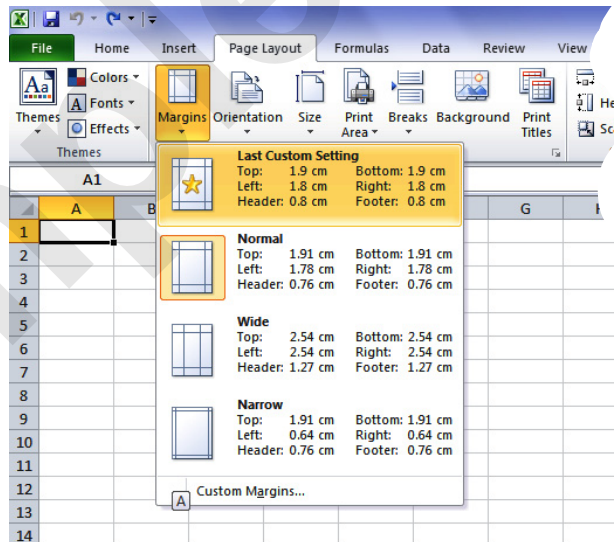 File Home Insert Page Layout Formulas Data Review View
Aa Colors
A Fonts
Effects
Themes Margins Orientation Size Print Area Breaks Background Print Titles
Themes
A1
Last Custom Setting
Top: 1.9 cm Bottom: 1.9 cm
Left: 1.8 cm Right: 1.8 cm
Header: 0.8 cm Footer: 0.8 cm
Normal
Top: 1.91 cm Bottom: 1.91 cm
Left: 1.78 cm Right: 1.78 cm
Header: 0.76 cm Footer: 0.76 cm
Wide
Top: 2.54 cm Bottom: 2.54 cm
Left: 2.54 cm Right: 2.54 cm
Header: 1.27 cm Footer: 1.27 cm
Narrow
Top: 1.91 cm Bottom: 1.91 cm
Left: 0.64 cm Right: 0.64 cm
Header: 0.76 cm Footer: 0.76 cm
Custom Margins...
A
A B G
1
2
3
4
5
6
7
8
9
10
11
12
13
14